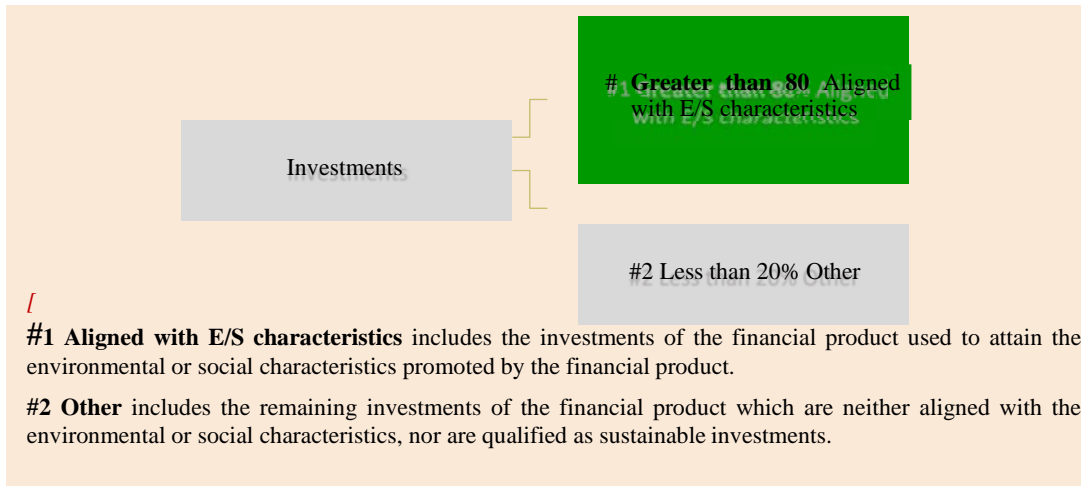 # Greater than 80 Aligned
with E/S characteristics
Investments
#2 Less than 20% Other
[
#1 Aligned with E/S characteristics includes the investments of the financial product used to attain the
environmental or social characteristics promoted by the financial product.
#2 Other includes the remaining investments of the financial product which are neither aligned with the
environmental or social characteristics, nor are qualified as sustainable investments.